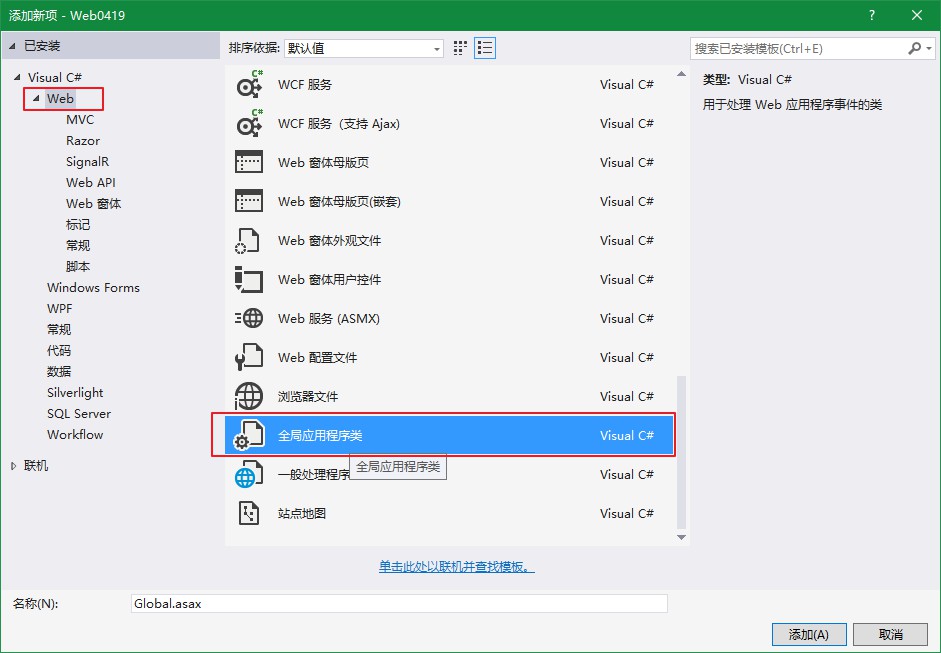 添加新项 - Web0419
?
已安装
排序依据: 默认值
搜索已安装模板(Ctrl+E)
Visual C#
Web
MVC
Razor
SignalR
Web API
Web 窗体
标记
常规
脚本
Windows Forms
WPF
常规
代码
数据
Silverlight
SQL Server
Workflow
联机
WCF 服务 Visual C#
WCF 服务（支持 Ajax) Visual C#
Web 窗体母版页 Visual C#
Web 窗体母版页(嵌套) Visual C#
Web 窗体外观文件 Visual C#
Web 窗体用户控件 Visual C#
Web 服务 (ASMX) Visual C#
Web 配置文件 Visual C#
浏览器文件 Visual C#
全局应用程序类 Visual C#
一般处理程序 Visual C#
全局应用程序类
站点地图 Visual C#
单击此处以联机并查找模板。
类型: Visual C#
用于处理 Web 应用程序事件的类
名称(N): Global.asax
添加(A) 取消